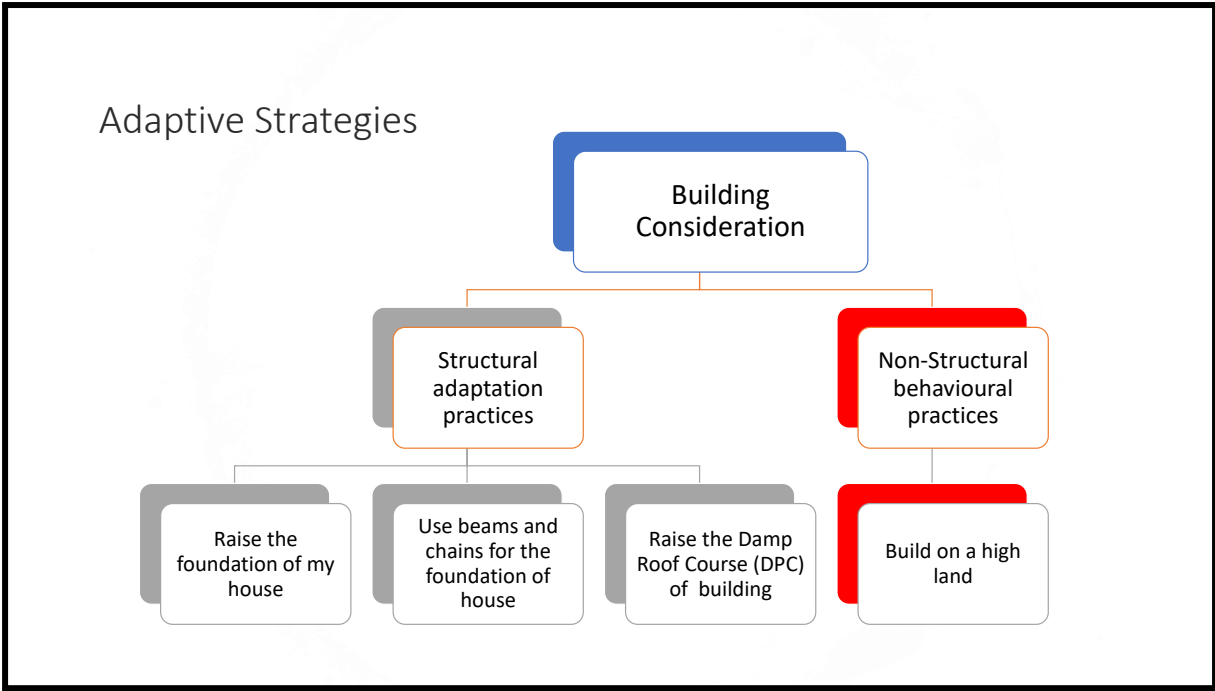 Adaptive Strategies
Building
Consideration
Structural
adaptation
practices
Non-Structural
behavioural
practices
Raise the
foundation of my
house
Use beams and
chains for the
foundation of
house
Raise the Damp
Roof Course (DPC)
of building
Build on a high
land